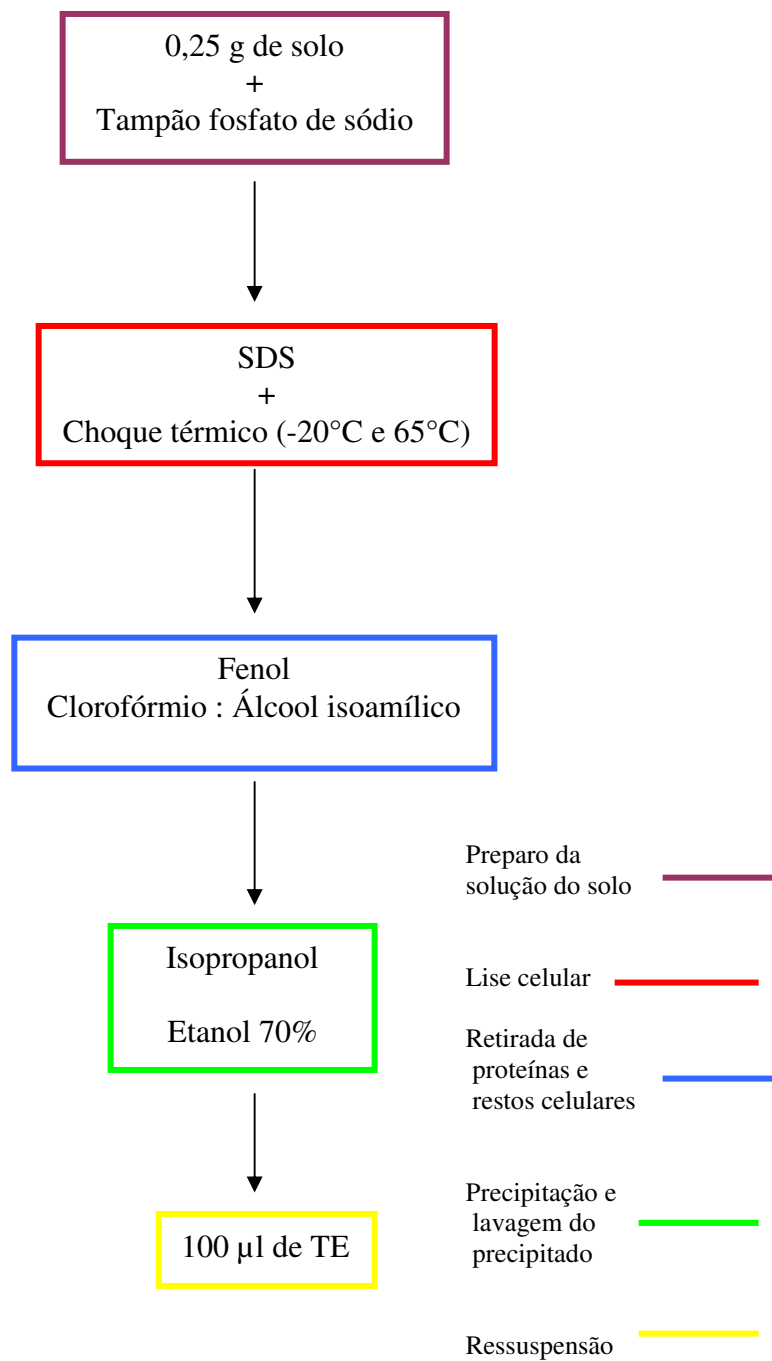 0,25 g de solo
+
Tampão fosfato de sódio
SDS
+
Choque térmico (-20°C e 65°C)
Fenol
Clorofórmio : Álcool isoamílico
Isopropanol
Etanol 70%
100 µl de TE
Preparo da
solução do solo
Lise celular
Retirada de
proteínas e
restos celulares
Precipitação e
lavagem do
precipitado
Ressuspensão